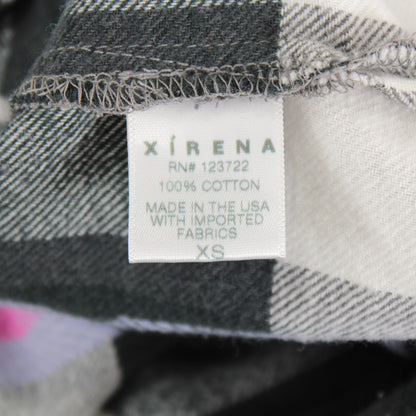 XÍRENA
RN# 123722
100% COTTON
MADE IN THE USA
WITH IMPORTED
FABRICS
XS